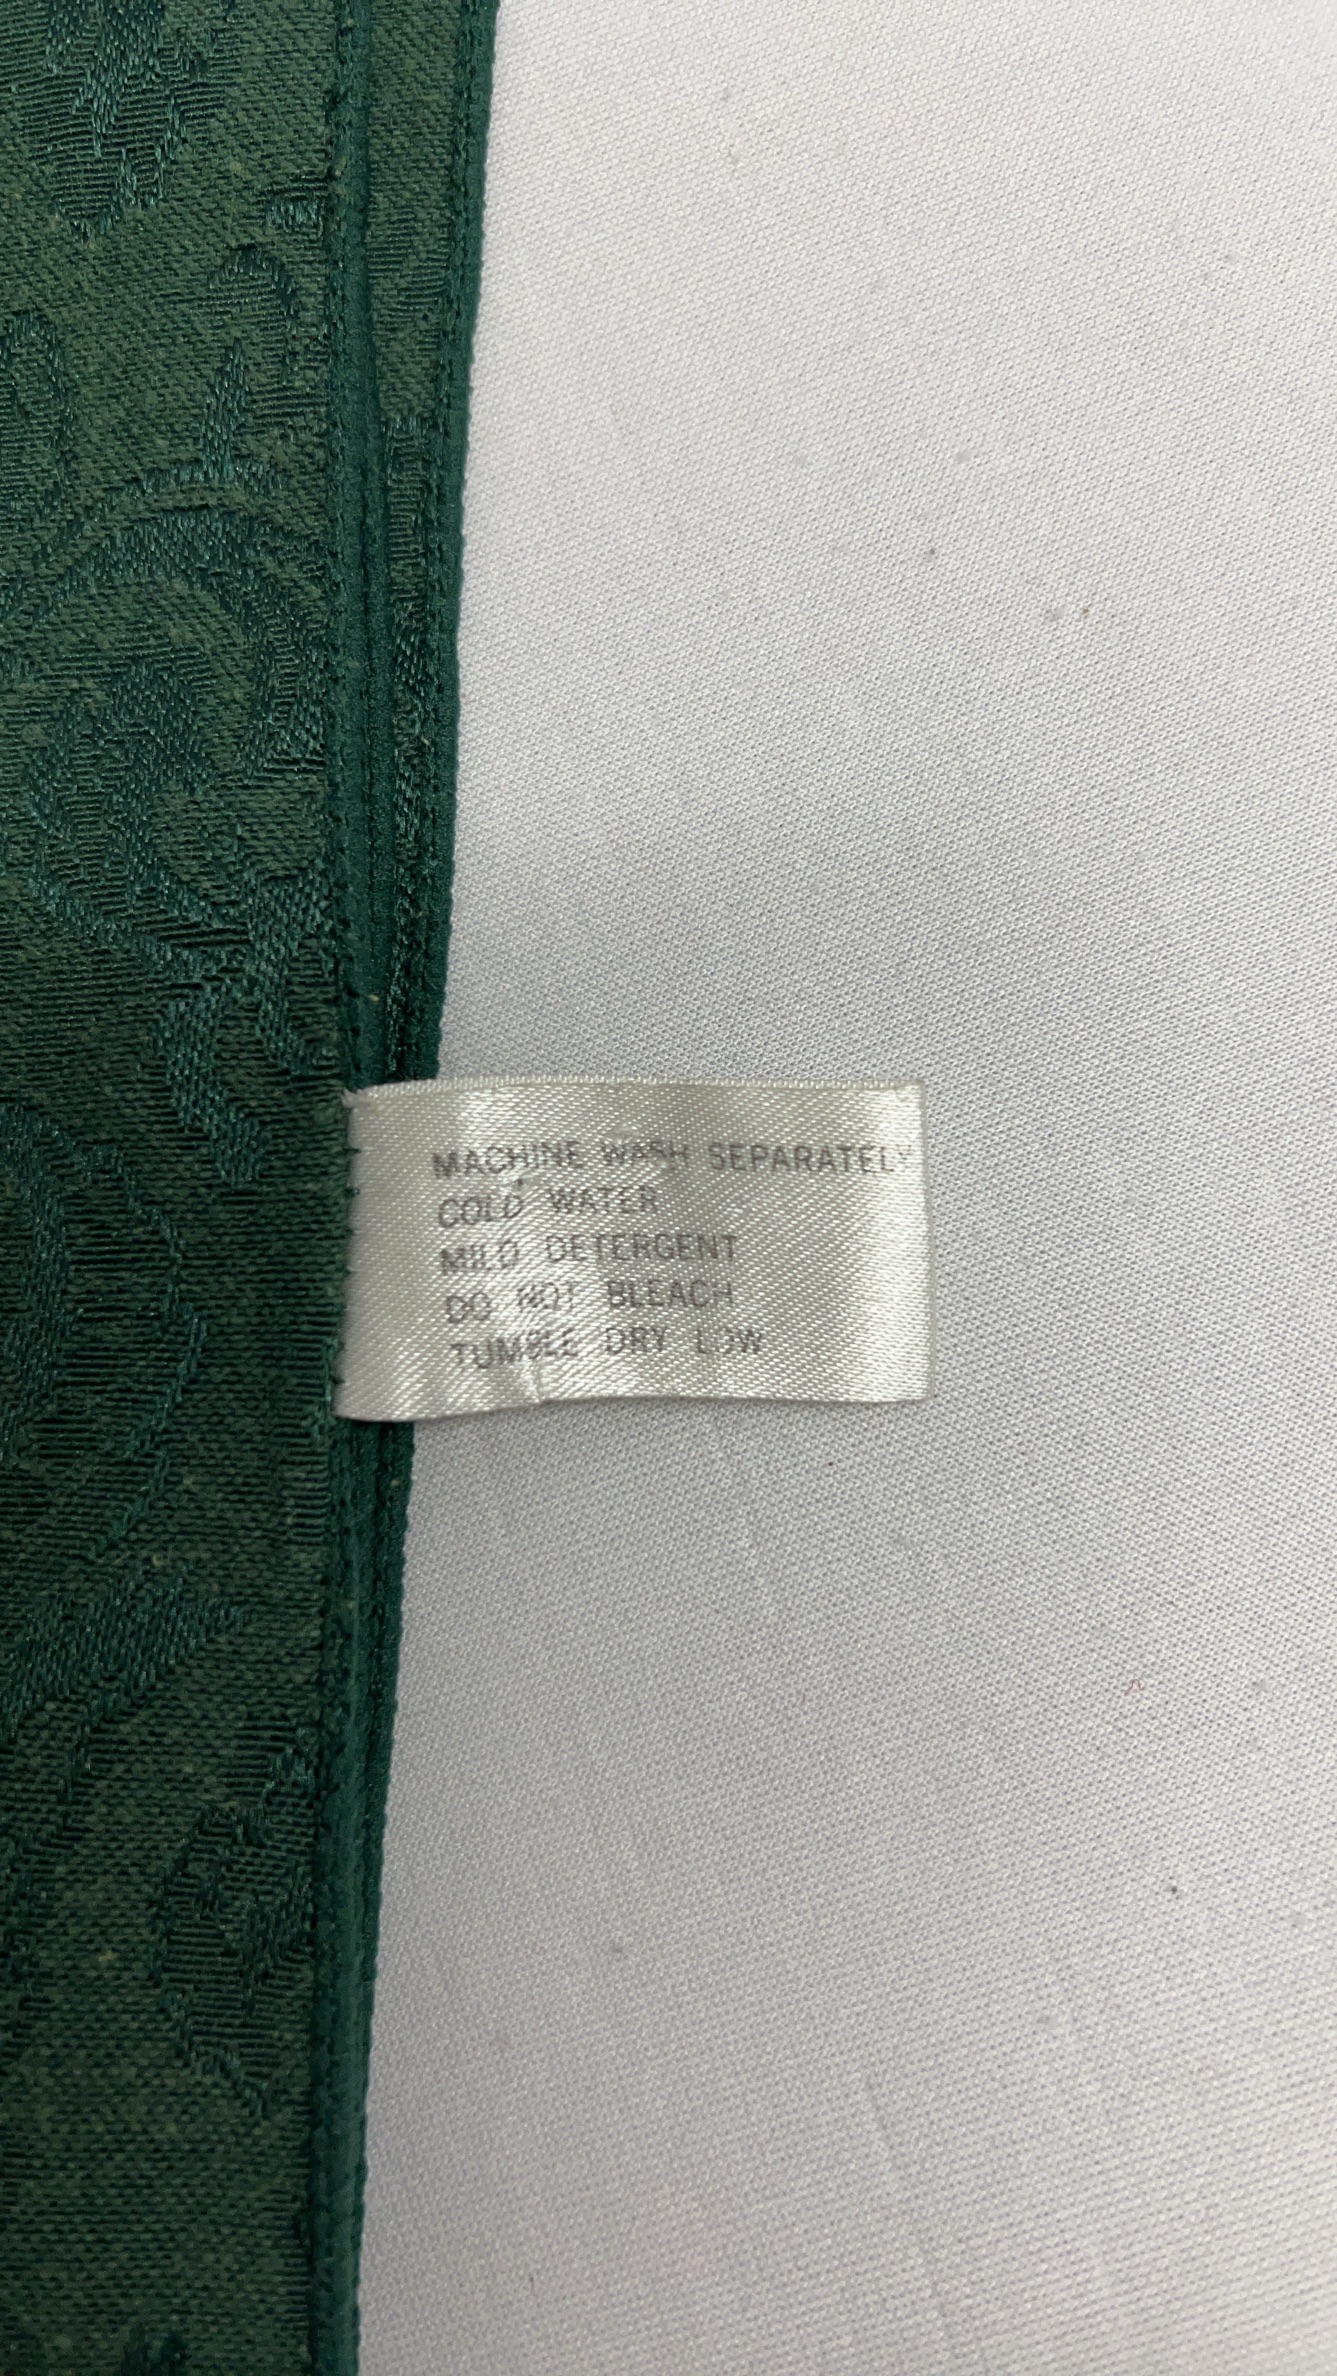 MACHINE WASH SEPARATELY
COLD WATER
MILD DETERGENT
DO NOT BLEACH
TUMBLE DRY LOW